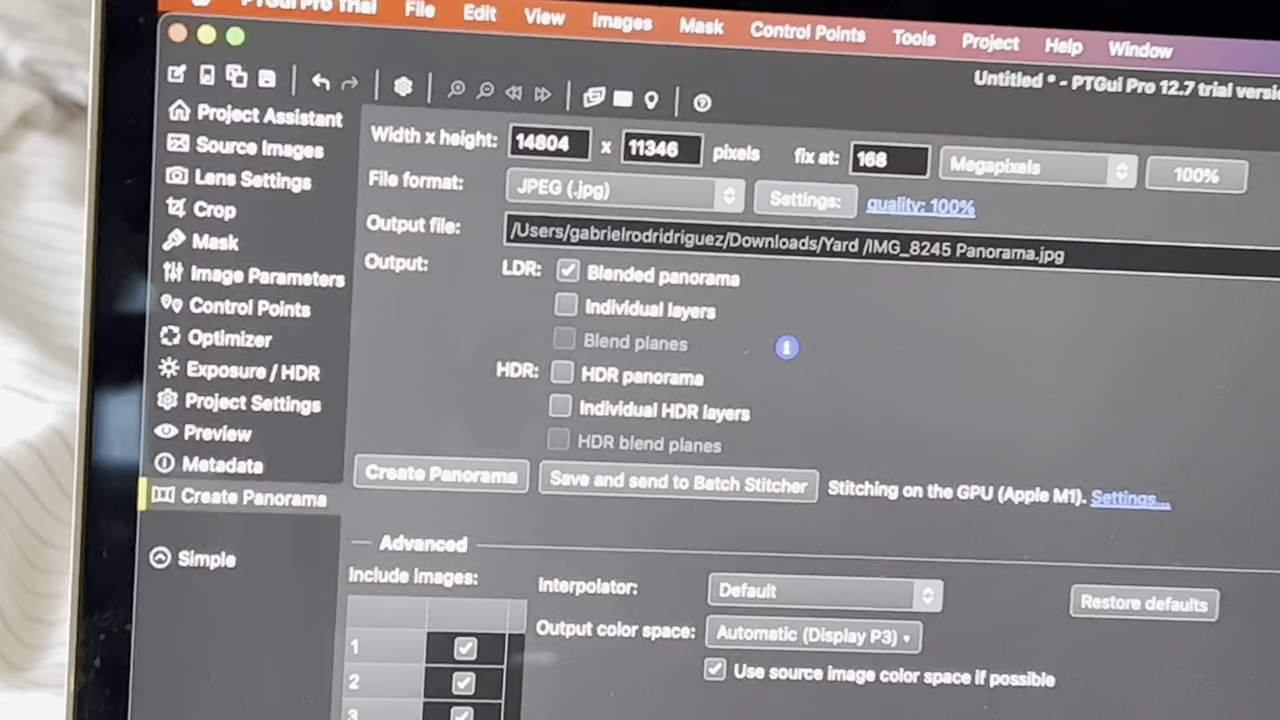 PTGui Pro Trial File Edit View Images Mask Control Points Tools Project Help Window
Untitled * - PTGui Pro 12.7 trial
Project Assistant
Source Images
Lens Settings
Crop
Mask
Image Parameters
Control Points
Optimizer
Exposure / HDR
Project Settings
Preview
Metadata
Create Panorama
Simple
Width x height: 14804 x 11346 pixels fix at: 168 Megapixels 100%
File format: JPEG (.jpg) Settings: quality: 100%
Output file: /Users/gabrielrodridriguez/Downloads/Yard /IMG_8245 Panorama.jpg
Output: LDR: Blended panorama
Individual layers
Blend planes
HDR: HDR panorama
Individual HDR layers
HDR blend planes
Create Panorama Save and send to Batch Stitcher Stitching on the GPU (Apple M1). Settings...
Advanced
Include images: Interpolator: Default Restore defaults
Output color space: Automatic (Display P3)
1
Use source image color space if possible
2
3